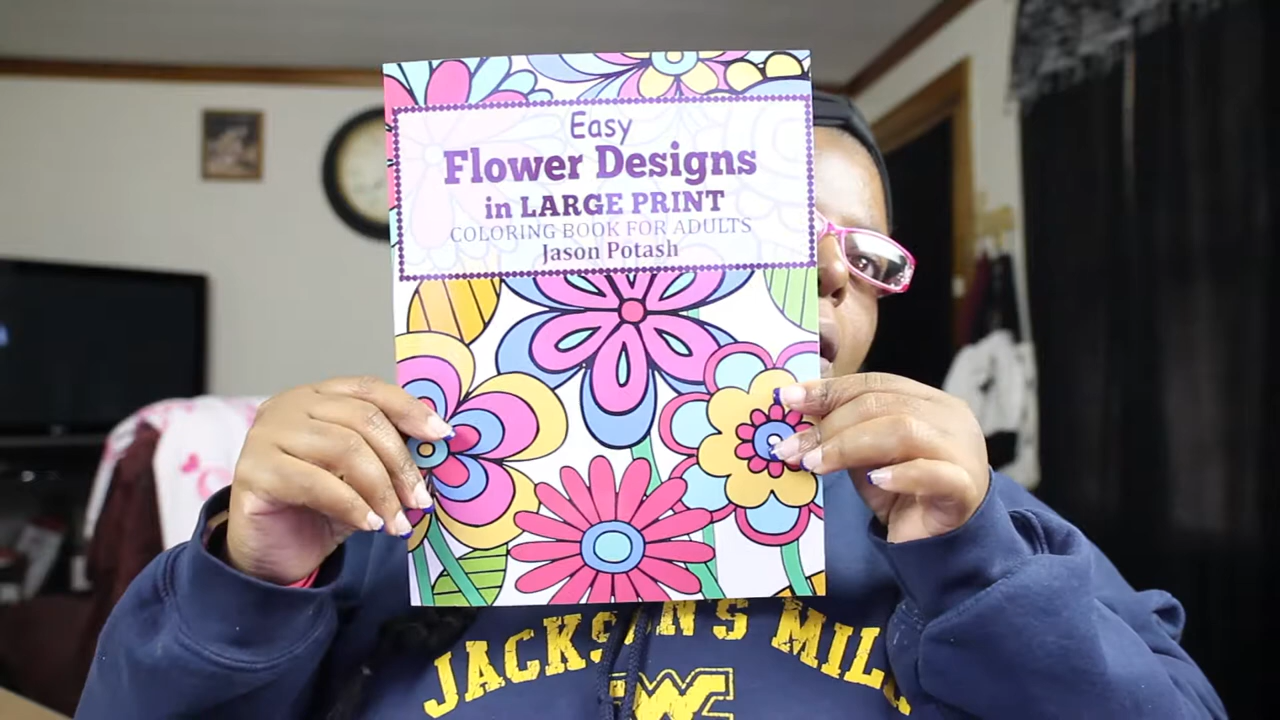 Easy
Flower Designs
in LARGE PRINT
COLORING BOOK FOR ADULTS
Jason Potash
JACKSON'S MILL